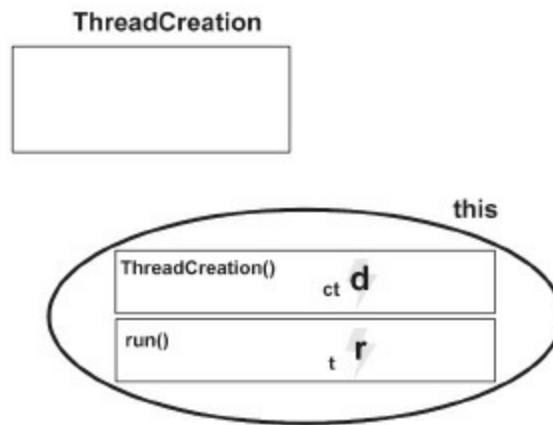 ThreadCreation
this
ThreadCreation()
ct d
run()
t r